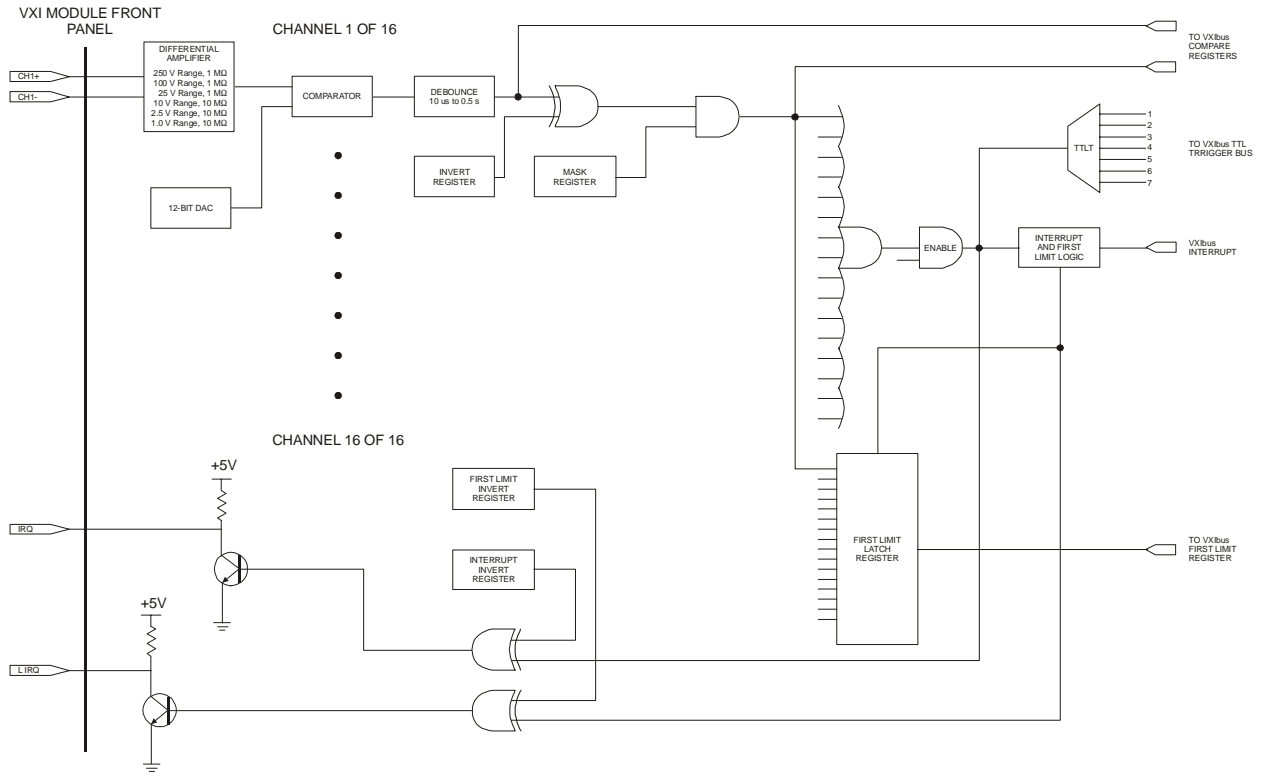 VXI MODULE FRONT
PANEL
CHANNEL 1 OF 16
CH1+
CH1-
DIFFERENTIAL
AMPLIFIER
250 V Range, 1 MΩ
100 V Range, 1 MΩ
25 V Range, 1 MΩ
10 V Range, 10 MΩ
2.5 V Range, 10 MΩ
1.0 V Range, 10 MΩ
COMPARATOR
DEBOUNCE
10 us to 0.5 s
12-BIT DAC
INVERT
REGISTER
MASK
REGISTER
TO VXIbus
COMPARE
REGISTERS
TTLT
1
2
3
4
5
6
7
TO VXIbus TTL
TRRIGGER BUS
ENABLE
INTERRUPT
AND FIRST
LIMIT LOGIC
VXIbus
INTERRUPT
CHANNEL 16 OF 16
+5V
IRQ
FIRST LIMIT
INVERT
REGISTER
INTERRUPT
INVERT
REGISTER
FIRST LIMIT
LATCH
REGISTER
TO VXIbus
FIRST LIMIT
REGISTER
+5V
L IRQ